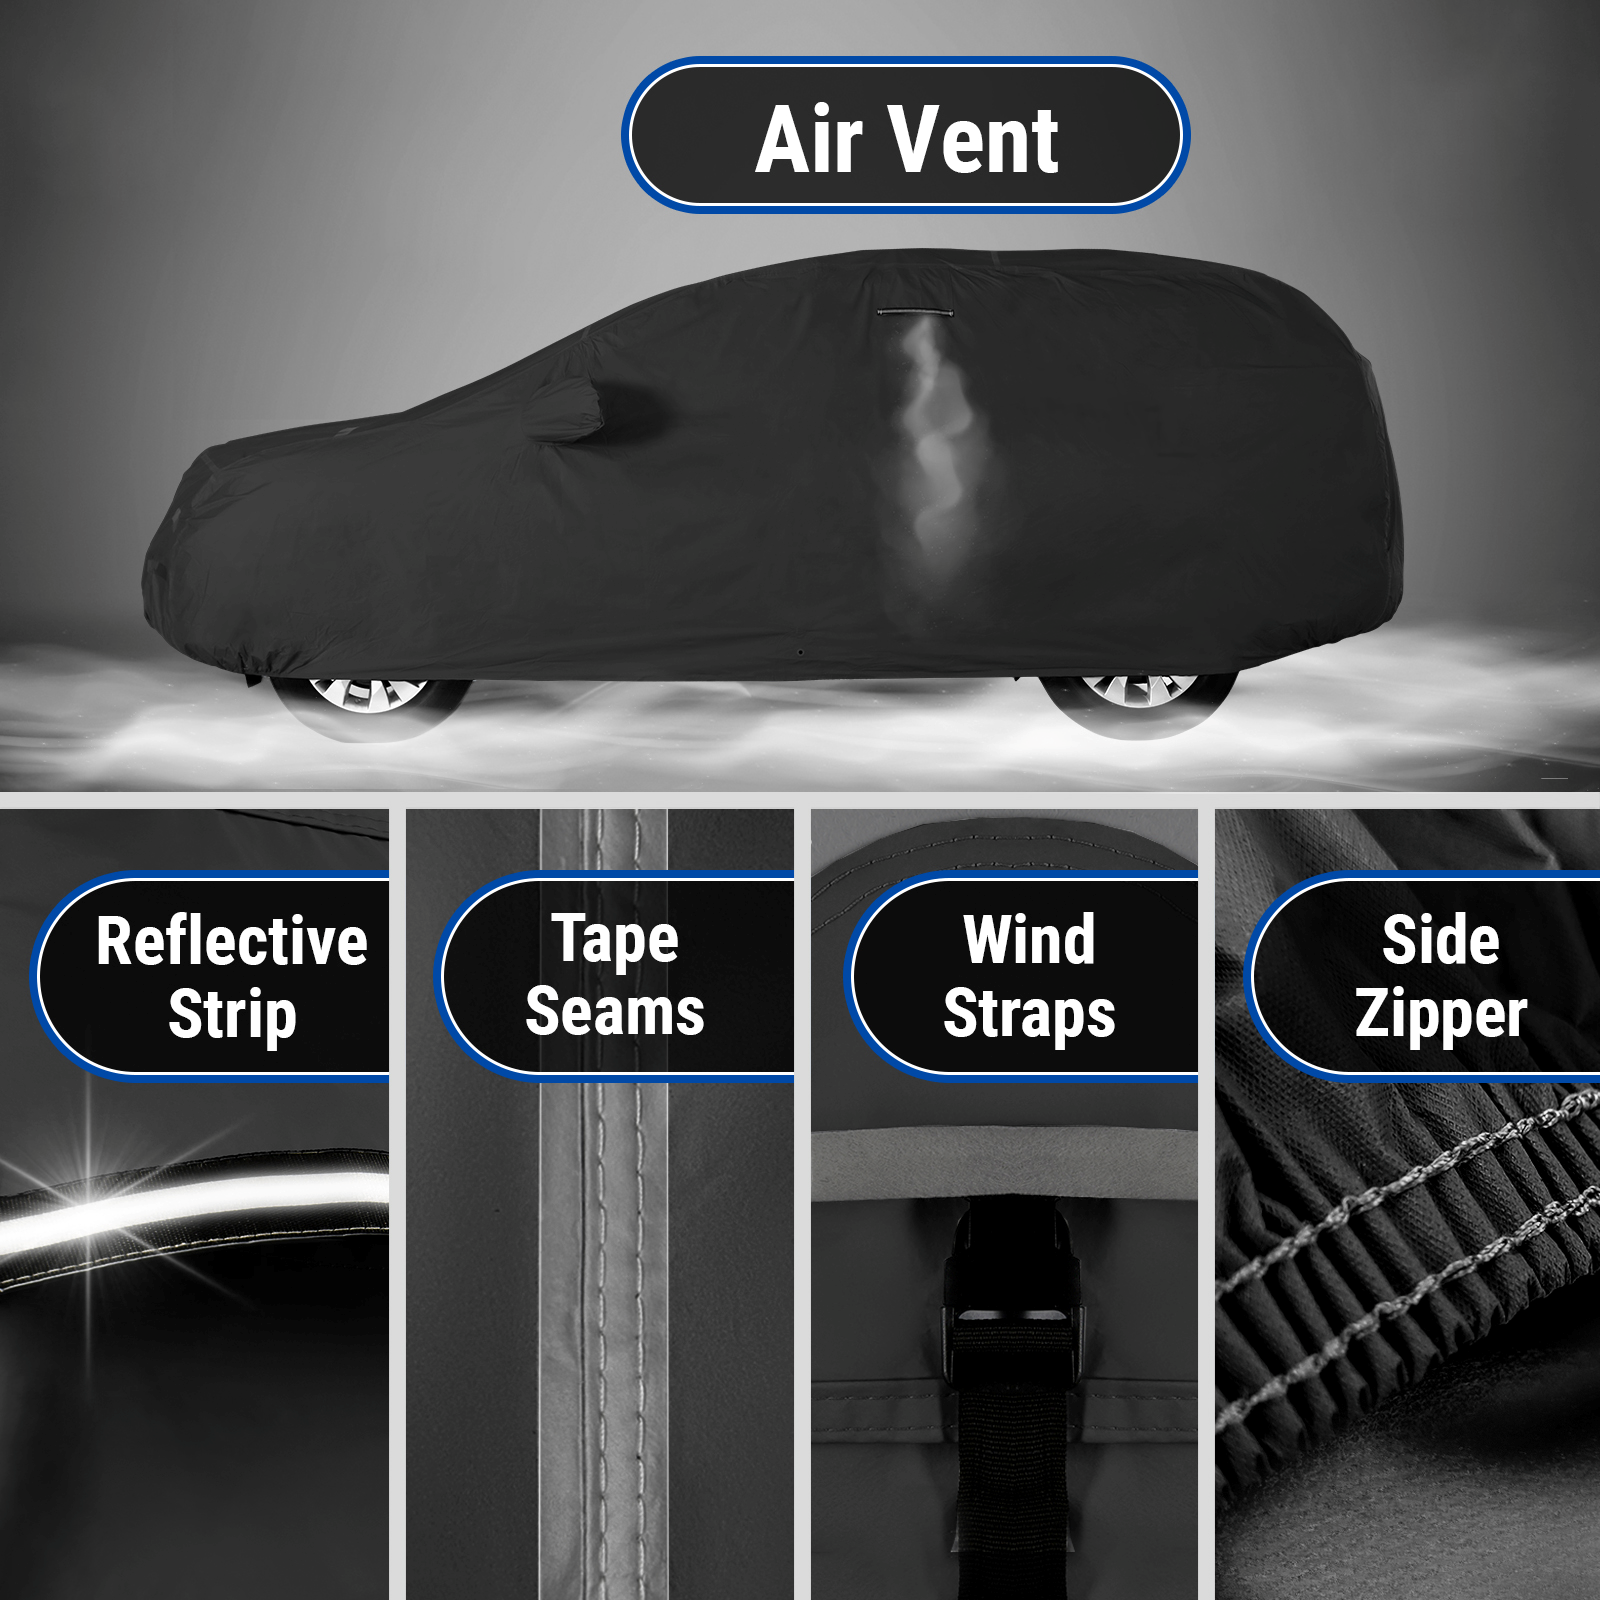 Air Vent
Reflective
Strip
Tape
Seams
Wind
Straps
Side
Zipper